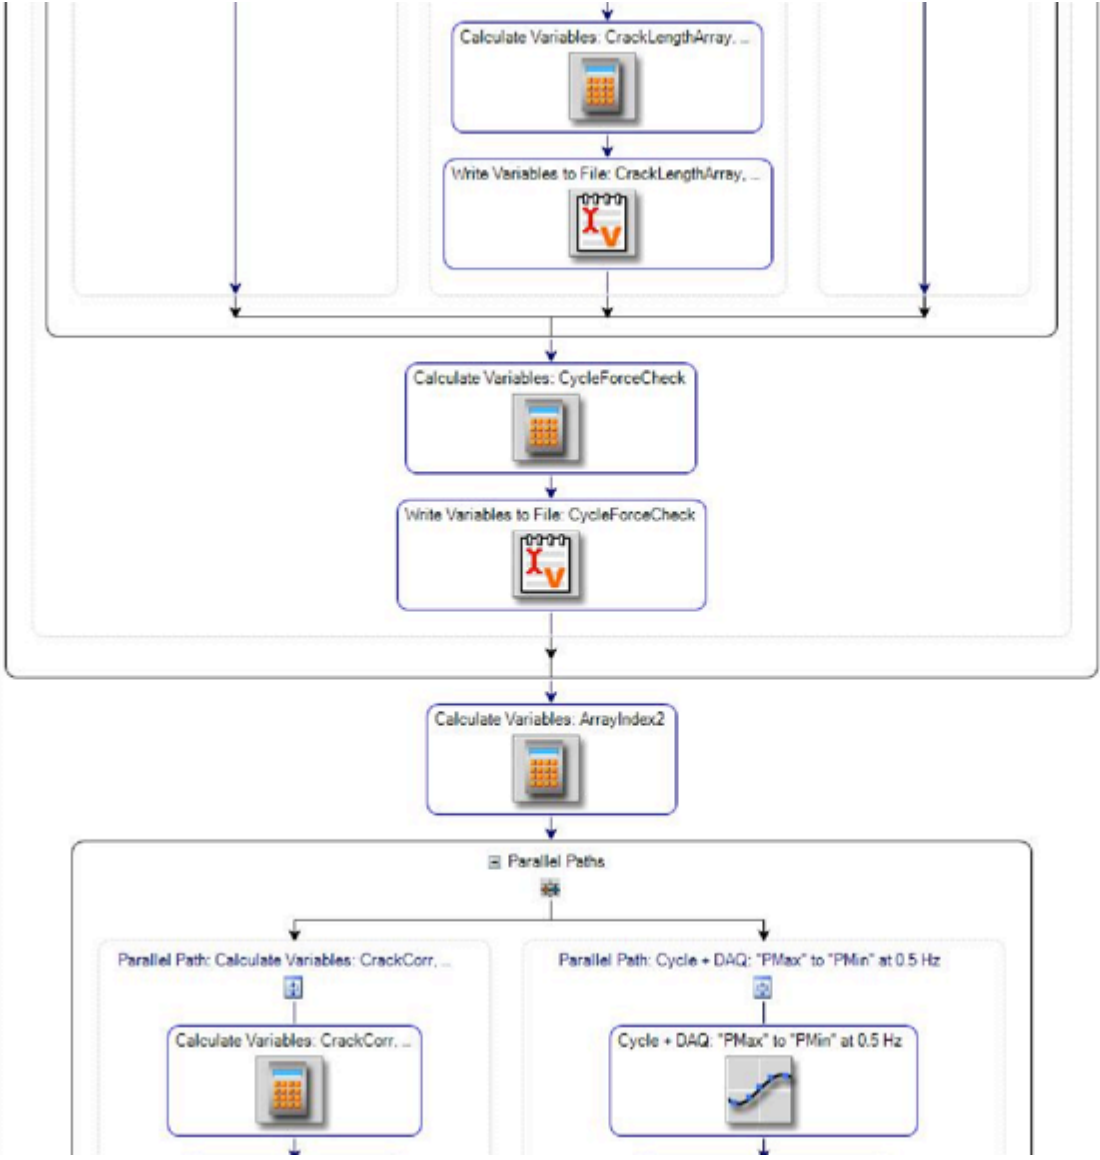 Calculate Variables: CrackLengthArray, ...
Write Variables to File: CrackLengthArray, ...
Calculate Variables: CycleForceCheck
Write Variables to File: CycleForceCheck
Calculate Variables: ArrayIndex2
Parallel Paths
Parallel Path: Calculate Variables: CrackCorr, ...
Parallel Path: Cycle + DAQ: "PMax" to "PMin" at 0.5 Hz
Calculate Variables: CrackCorr, ...
Cycle + DAQ: "PMax" to "PMin" at 0.5 Hz